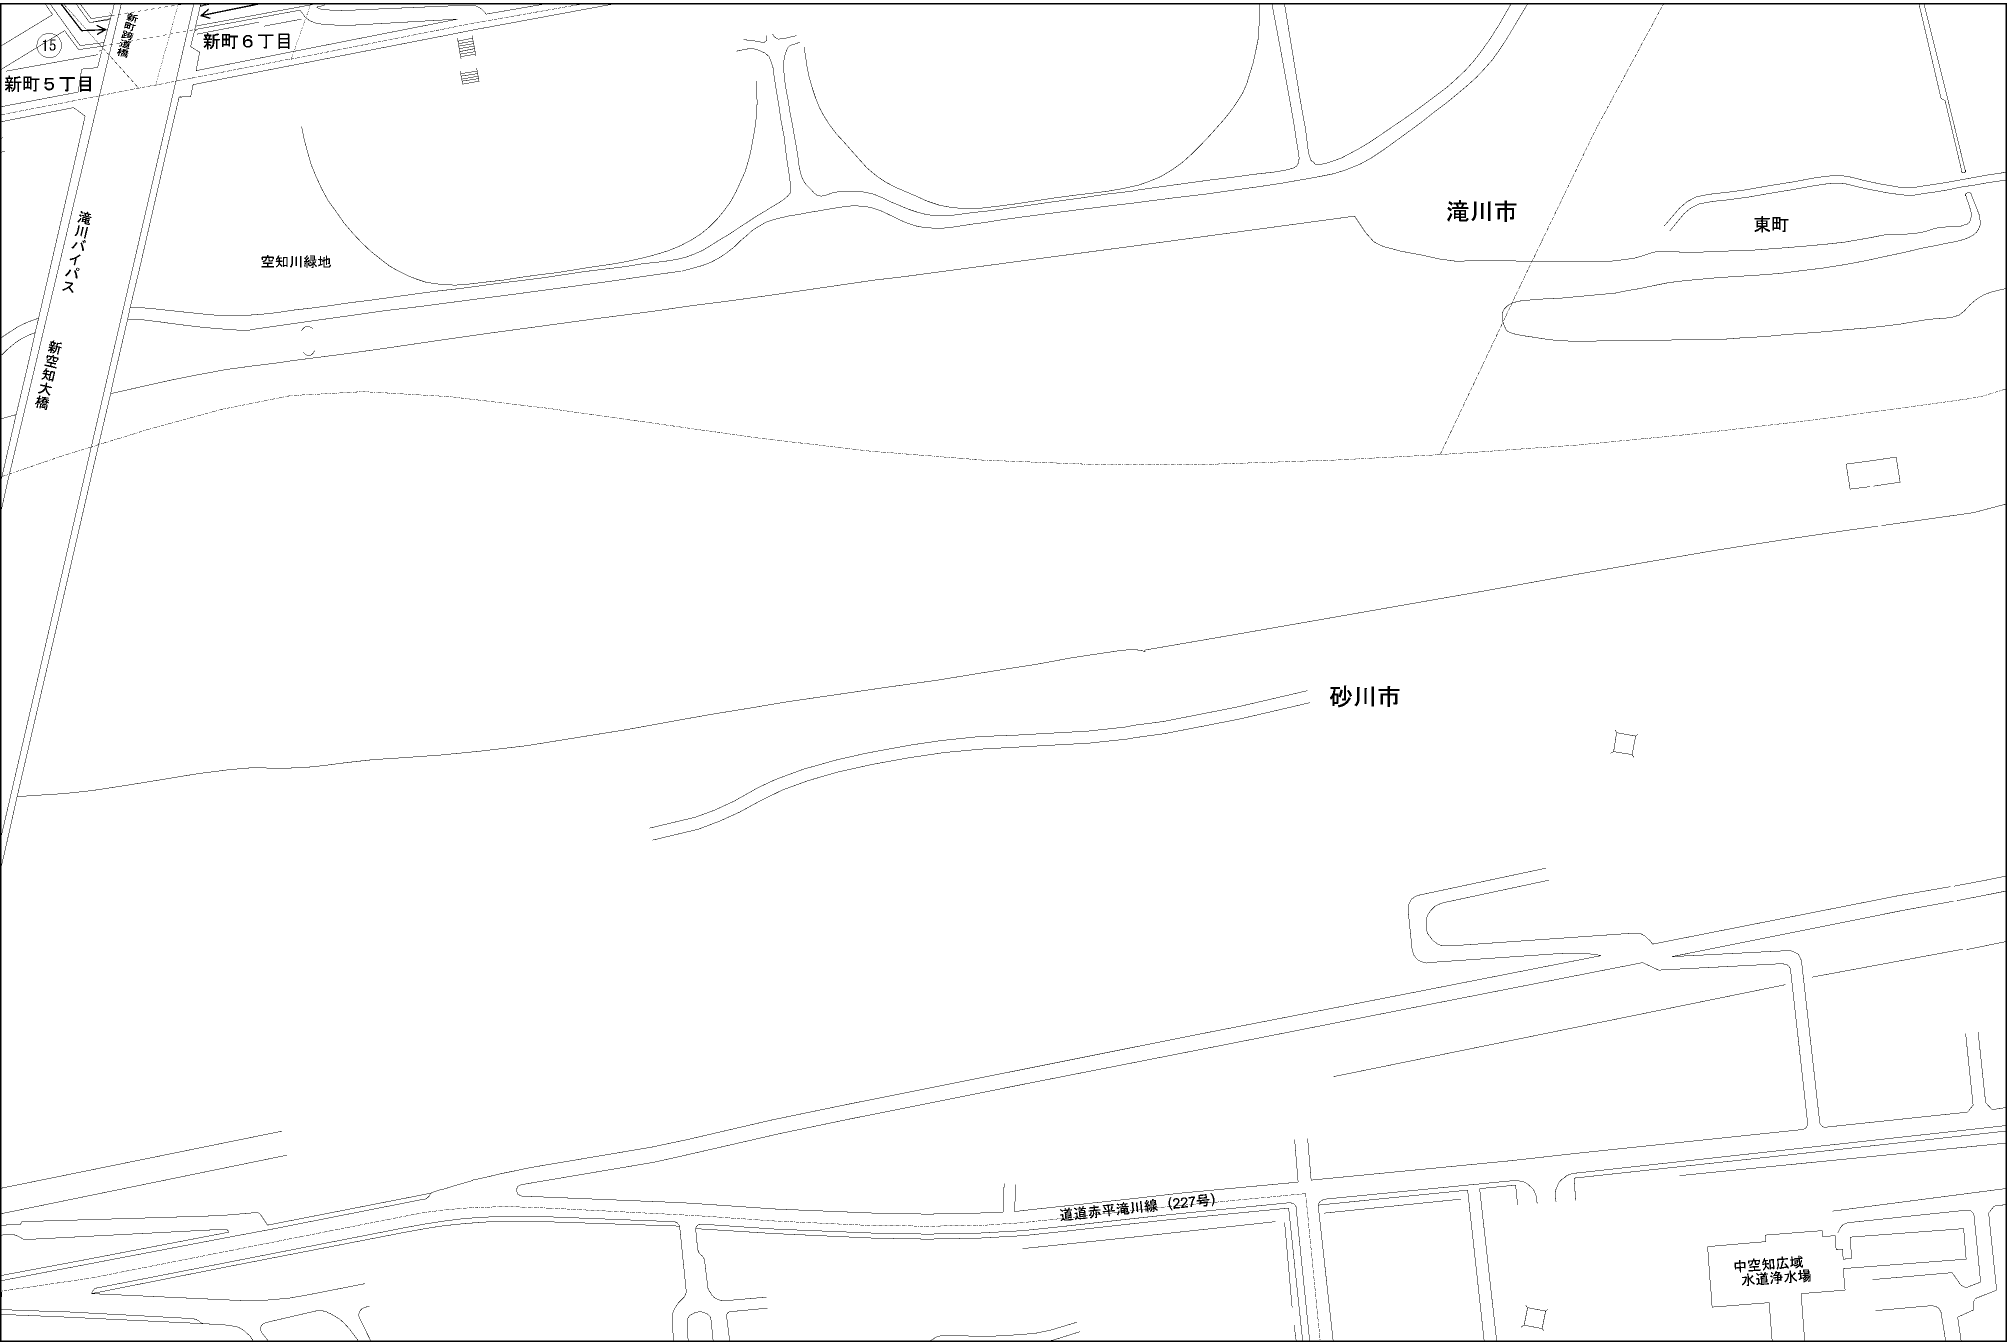 新町跨道橋
15
新町６丁目
新町５丁目
滝川市
東町
滝川バイパス
空知川緑地
新空知大橋
砂川市
道道赤平滝川線（227号）
中空知広域
水道浄水場